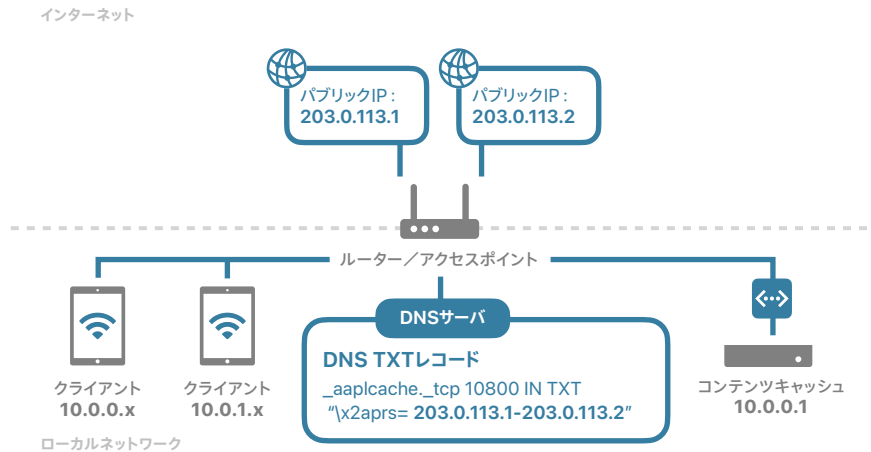 インターネット
パブリックIP :
203.0.113.1
パブリックIP :
203.0.113.2
ルーター／アクセスポイント
DNSサーバ
DNS TXTレコード
_aaplcache._tcp 10800 IN TXT
“\x2aprs= 203.0.113.1-203.0.113.2”
クライアント
10.0.0.x
クライアント
10.0.1.x
コンテンツキャッシュ
10.0.0.1
ローカルネットワーク